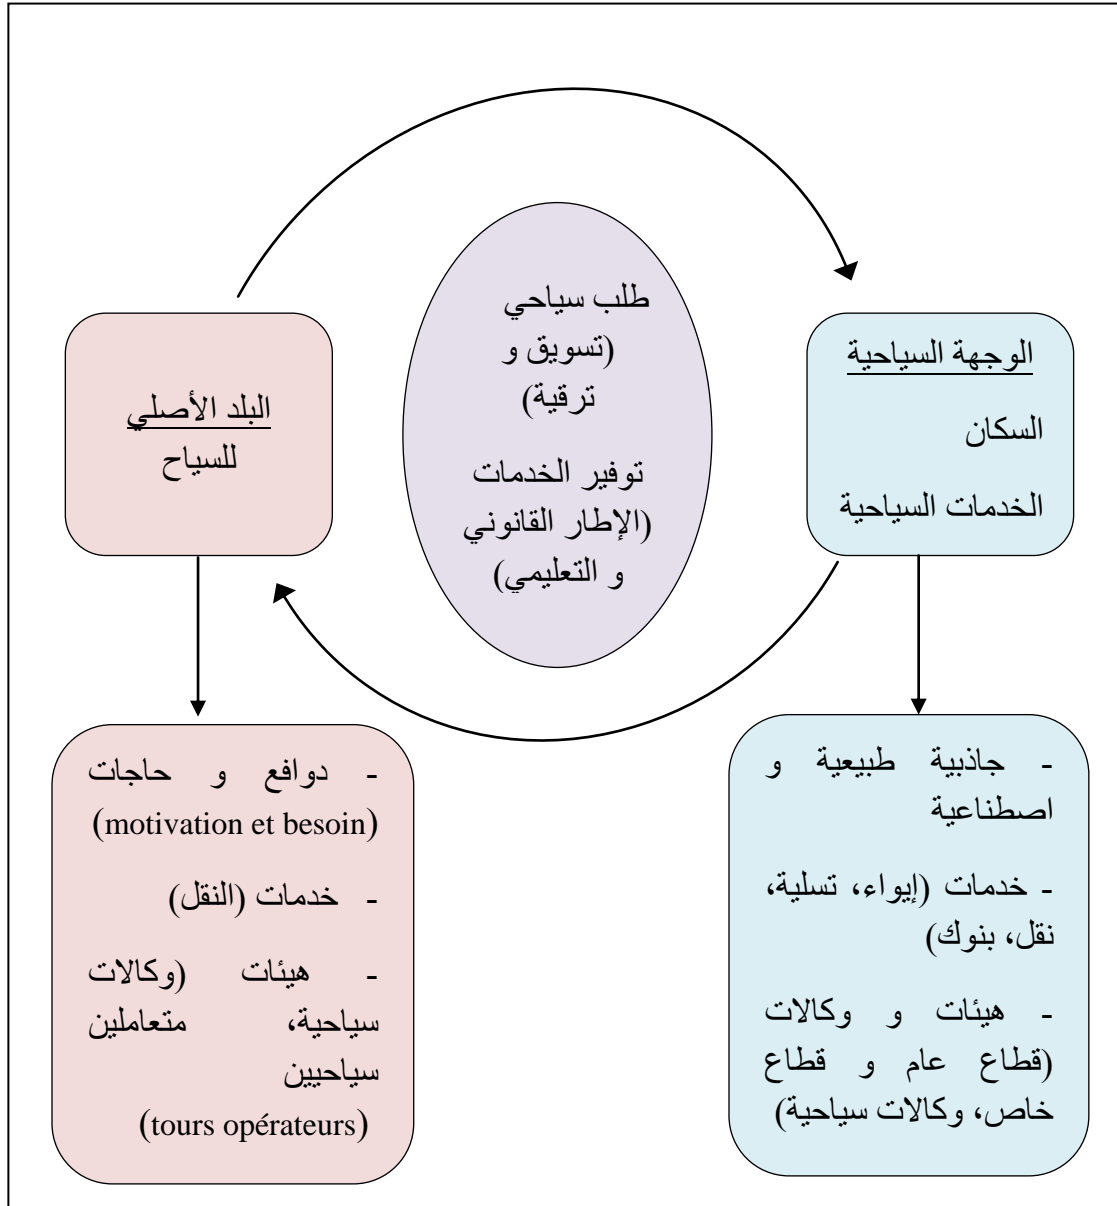 طلب سياحي
(تسويق و
ترقية)
توفير الخدمات
(الإطار القانوني
و التعليمي)
الوجهة السياحية
السكان
الخدمات السياحية
البلد الأصلي
للسياح
- جاذبية طبيعية و
اصطناعية
- خدمات (إيواء، تسلية،
نقل، بنوك)
- هيئات و وكالات
(قطاع عام و قطاع
خاص، وكالات سياحية)
- دوافع و حاجات
(motivation et besoin)
- خدمات (النقل)
- هيئات (وكالات
سياحية، متعاملين
سياحيين
(tours opérateurs)